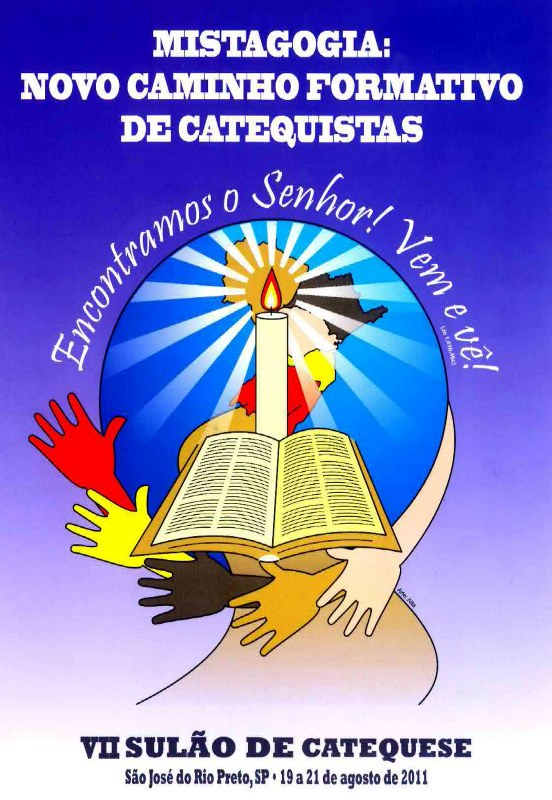 MISTAGOGIA:
NOVO CAMINHO FORMATIVO
DE CATEQUISTAS
Encontramos o Senhor! Vem e vê!
VII SULÃO DE CATEQUESE
São José do Rio Preto, SP • 19 a 21 de agosto de 2011